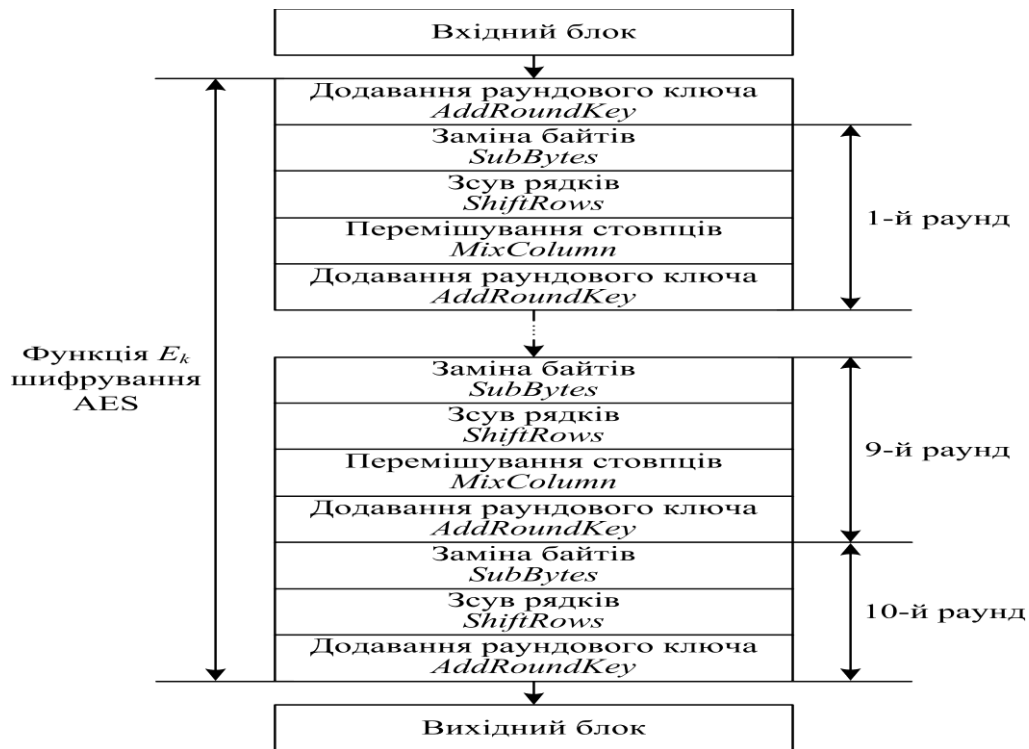 Вхідний блок
Додавання раундового ключа
AddRoundKey
Заміна байтів
SubBytes
Зсув рядків
ShiftRows
Перемішування стовпців
MixColumn
Додавання раундового ключа
AddRoundKey
1-й раунд
Функція Ek
шифрування
AES
Заміна байтів
SubBytes
Зсув рядків
ShiftRows
Перемішування стовпців
MixColumn
Додавання раундового ключа
AddRoundKey
9-й раунд
Заміна байтів
SubBytes
Зсув рядків
ShiftRows
Додавання раундового ключа
AddRoundKey
10-й раунд
Вихідний блок